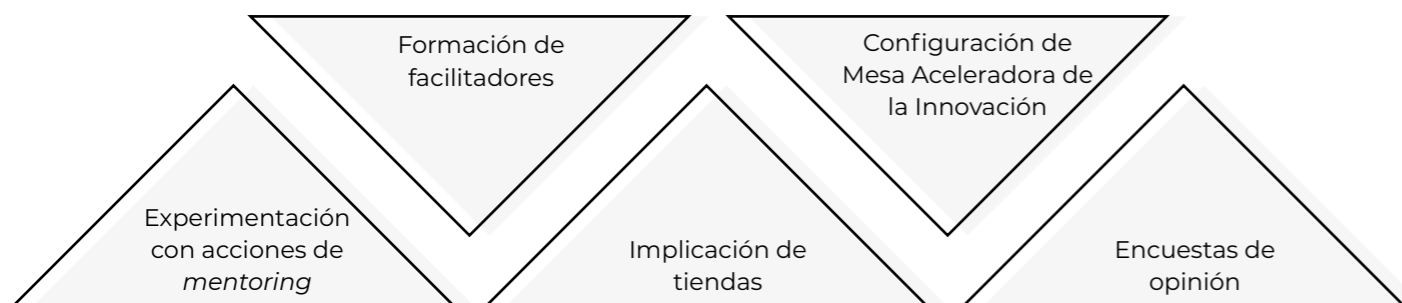 Formación de
facilitadores
Configuración de
Mesa Aceleradora de
la Innovación
Experimentación
con acciones de
mentoring
Implicación de
tiendas
Encuestas de
opinión